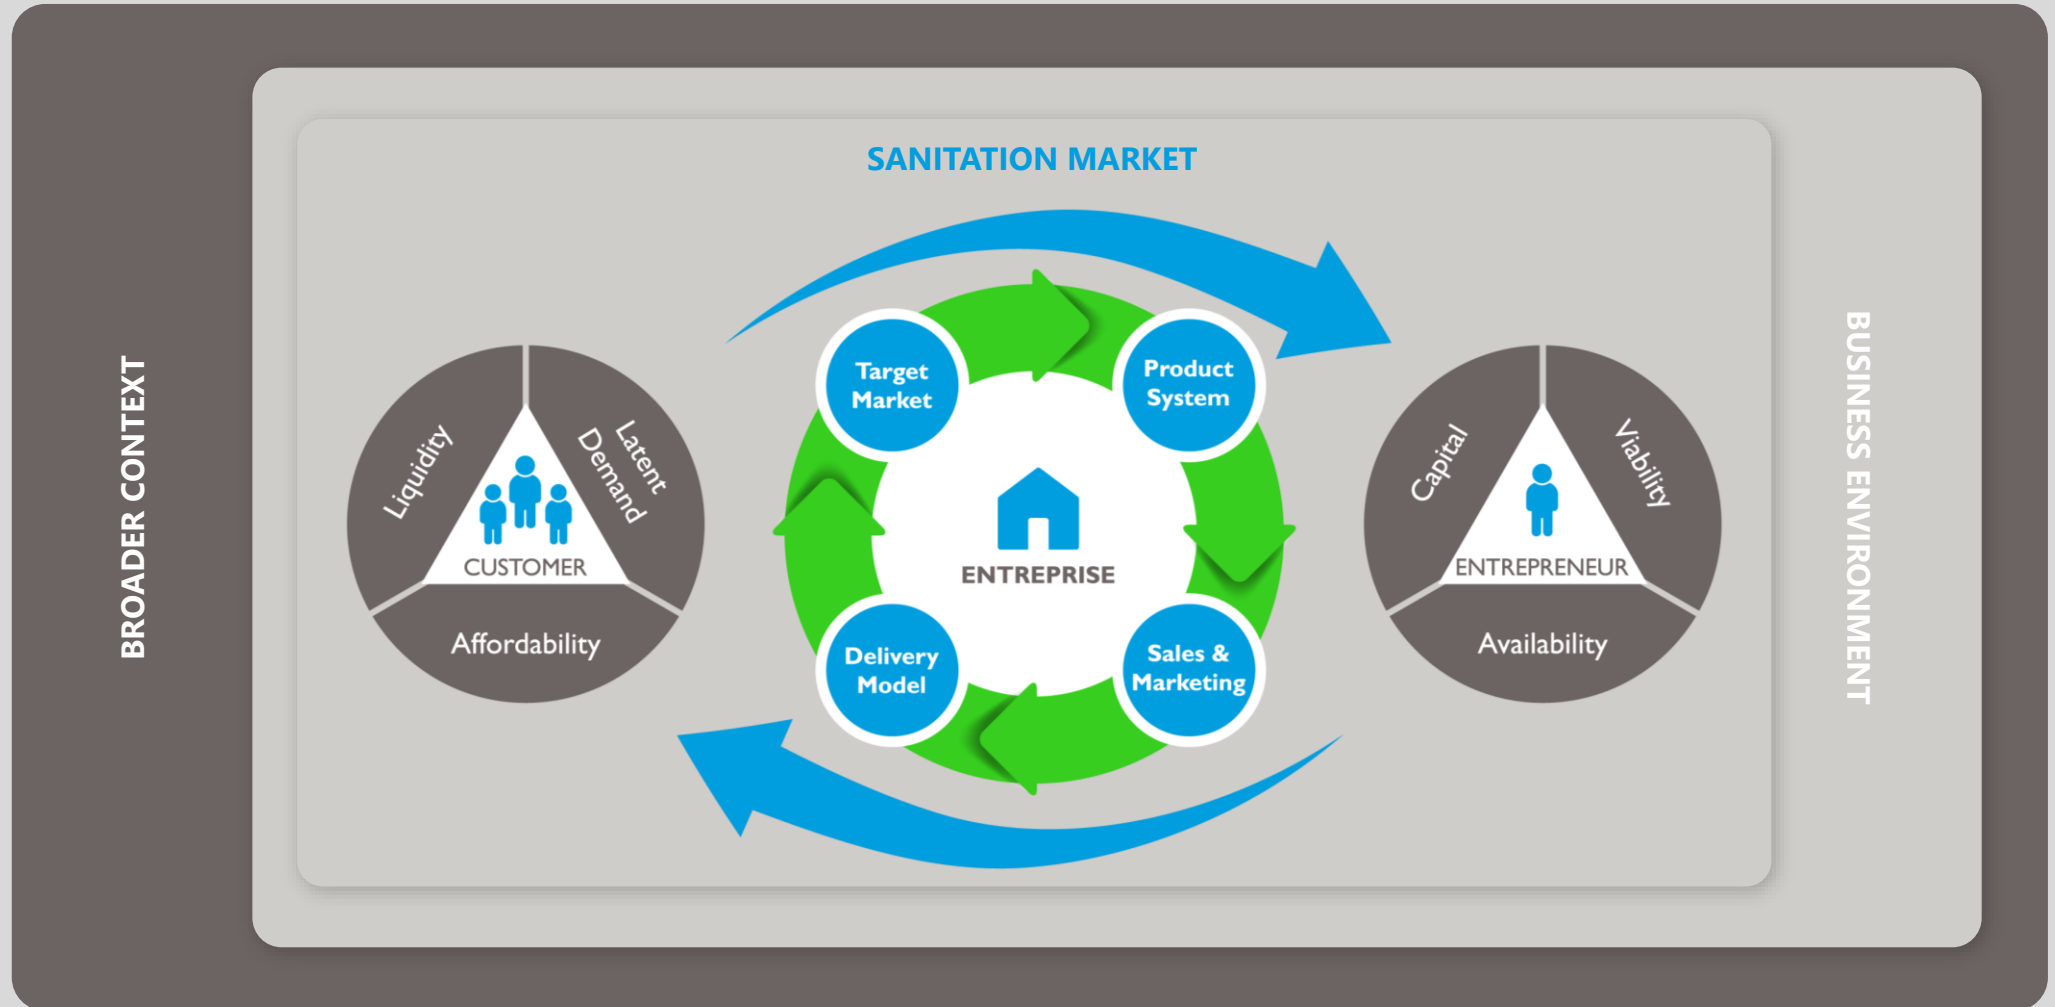 SANITATION MARKET
BROADER CONTEXT
BUSINESS ENVIRONMENT
Liquidity
Latent
Demand
CUSTOMER
Affordability
Target
Market
Product
System
ENTREPRISE
Delivery
Model
Sales &
Marketing
Capital
Viability
ENTREPRENEUR
Availability